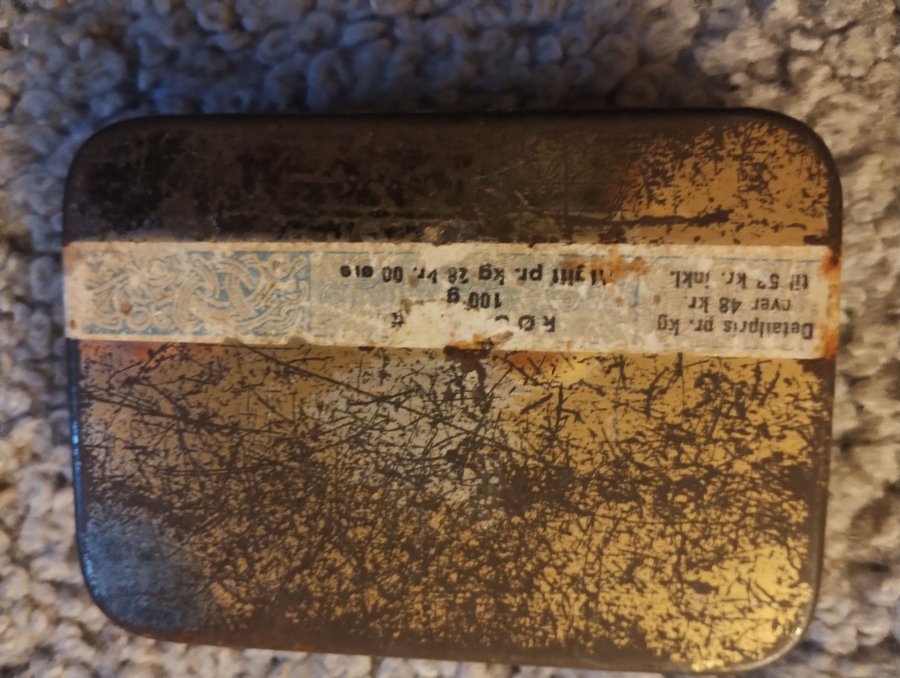 Detailpris pr. kg
over 48 kr.
til kr. inkl.
100 g
Afgift pr. kg 28 kr. 00 øre